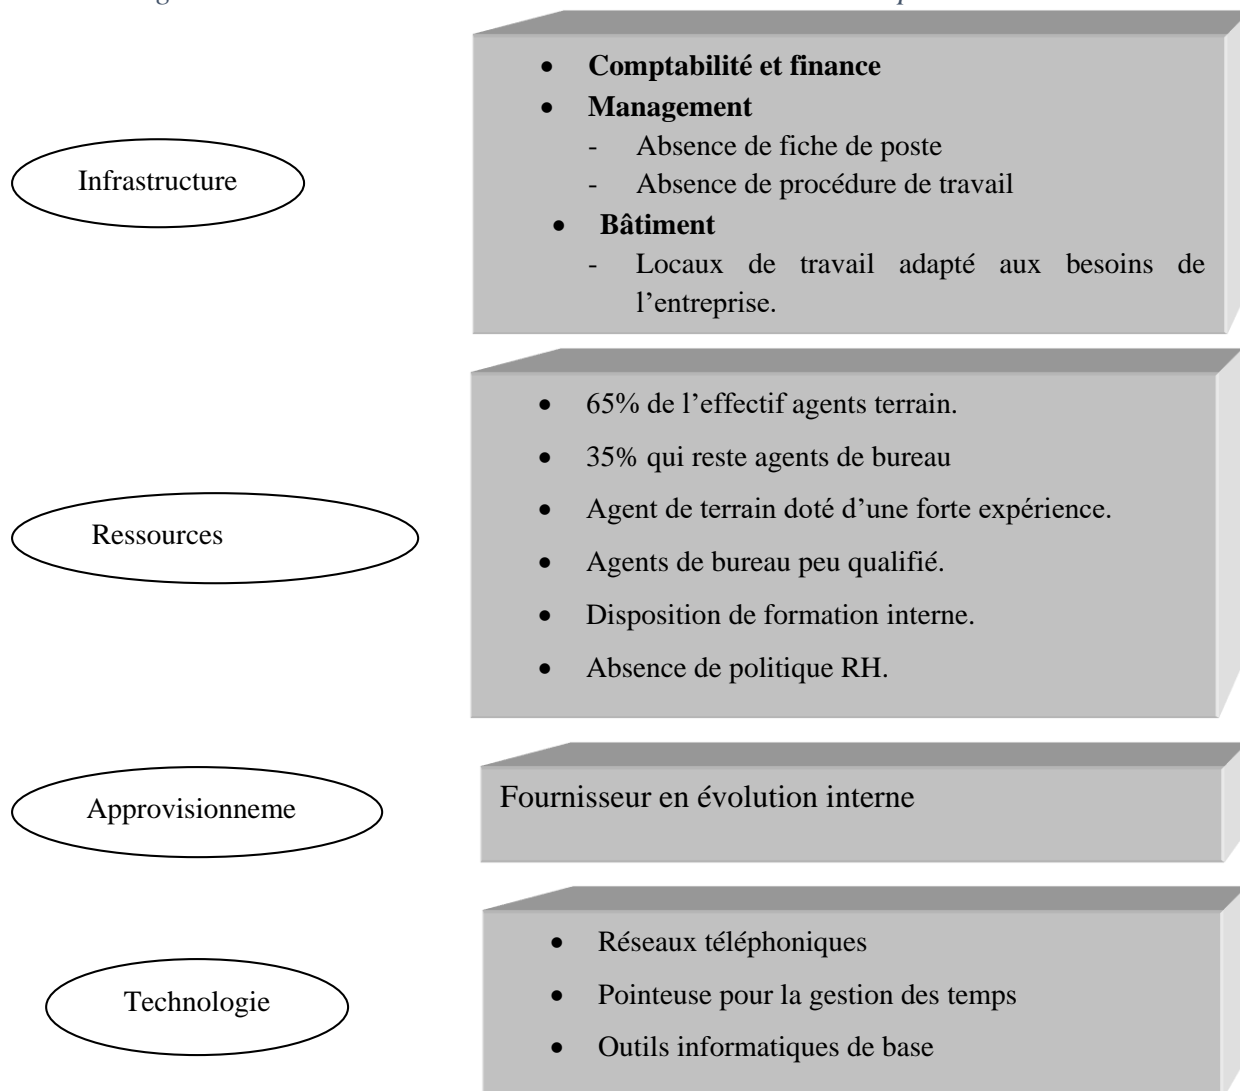 Infrastructure
• Comptabilité et finance
• Management
- Absence de fiche de poste
- Absence de procédure de travail
• Bâtiment
- Locaux de travail adapté aux besoins de
l’entreprise.
Ressources
• 65% de l’effectif agents terrain.
• 35% qui reste agents de bureau
• Agent de terrain doté d’une forte expérience.
• Agents de bureau peu qualifié.
• Disposition de formation interne.
• Absence de politique RH.
Approvisionneme
Fournisseur en évolution interne
Technologie
• Réseaux téléphoniques
• Pointeuse pour la gestion des temps
• Outils informatiques de base